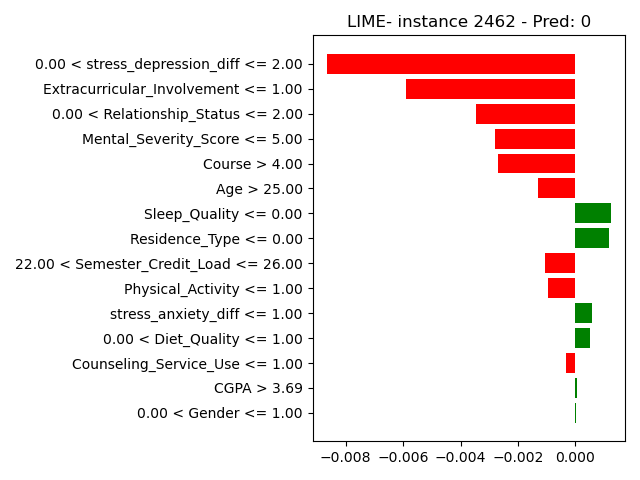 LIME- instance 2462 - Pred: 0
0.00 < stress_depression_diff <= 2.00
Extracurricular_Involvement <= 1.00
0.00 < Relationship_Status <= 2.00
Mental_Severity_Score <= 5.00
Course > 4.00
Age > 25.00
Sleep_Quality <= 0.00
Residence_Type <= 0.00
22.00 < Semester_Credit_Load <= 26.00
Physical_Activity <= 1.00
stress_anxiety_diff <= 1.00
0.00 < Diet_Quality <= 1.00
Counseling_Service_Use <= 1.00
CGPA > 3.69
0.00 < Gender <= 1.00
−0.008 −0.006 −0.004 −0.002 0.000